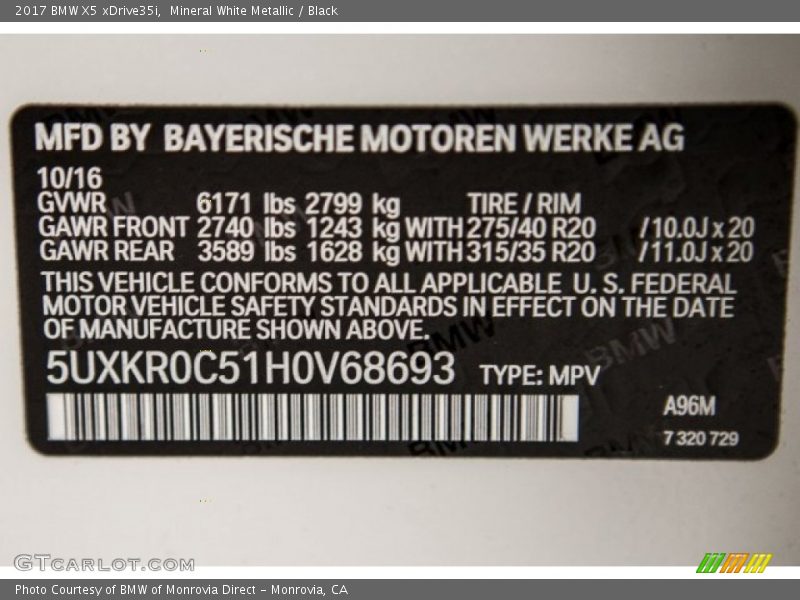 2017 BMW X5 xDrive35i, Mineral White Metallic / Black
MFD BY BAYERISCHE MOTOREN WERKE AG
10/16
GVWR 6171 lbs 2799 kg TIRE / RIM
GAWR FRONT 2740 lbs 1243 kg WITH 275/40 R20 /10.0J x 20
GAWR REAR 3589 lbs 1628 kg WITH 315/35 R20 /11.0J x 20
THIS VEHICLE CONFORMS TO ALL APPLICABLE U. S. FEDERAL
MOTOR VEHICLE SAFETY STANDARDS IN EFFECT ON THE DATE
OF MANUFACTURE SHOWN ABOVE.
5UXKR0C51H0V68693 TYPE: MPV
A96M
7 320 729
GTCARLOT.COM
Photo Courtesy of BMW of Monrovia Direct - Monrovia, CA